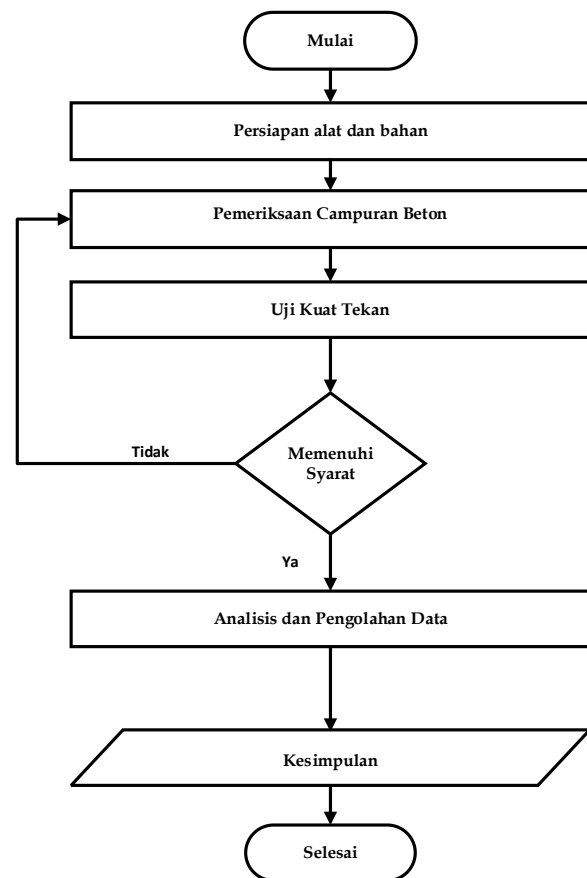 Mulai
Persiapan alat dan bahan
Pemeriksaan Campuran Beton
Uji Kuat Tekan
Memenuhi
Syarat
Tidak
Ya
Analisis dan Pengolahan Data
Kesimpulan
Selesai